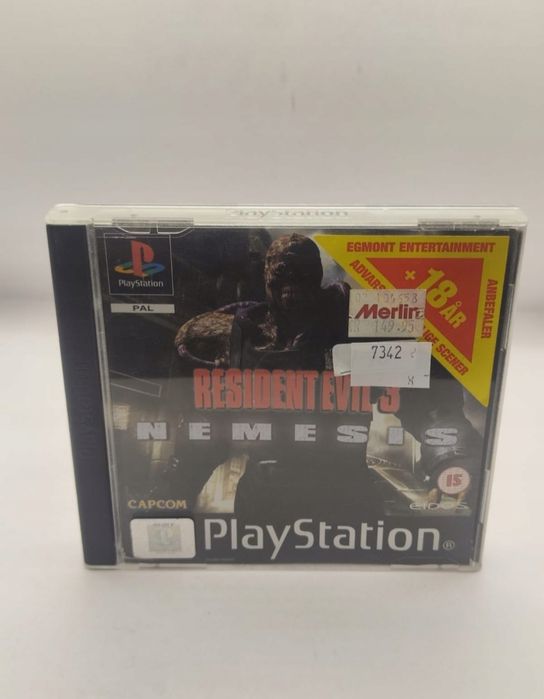 PlayStation
PlayStation
PAL
EGMONT ENTERTAINMENT
ANBEFALER
18 ÅR
SCENER
Merlin
149.95
7342
X
RESIDENT EVIL 3
NEMESIS
CAPCOM
15
EIDOS
PlayStation®